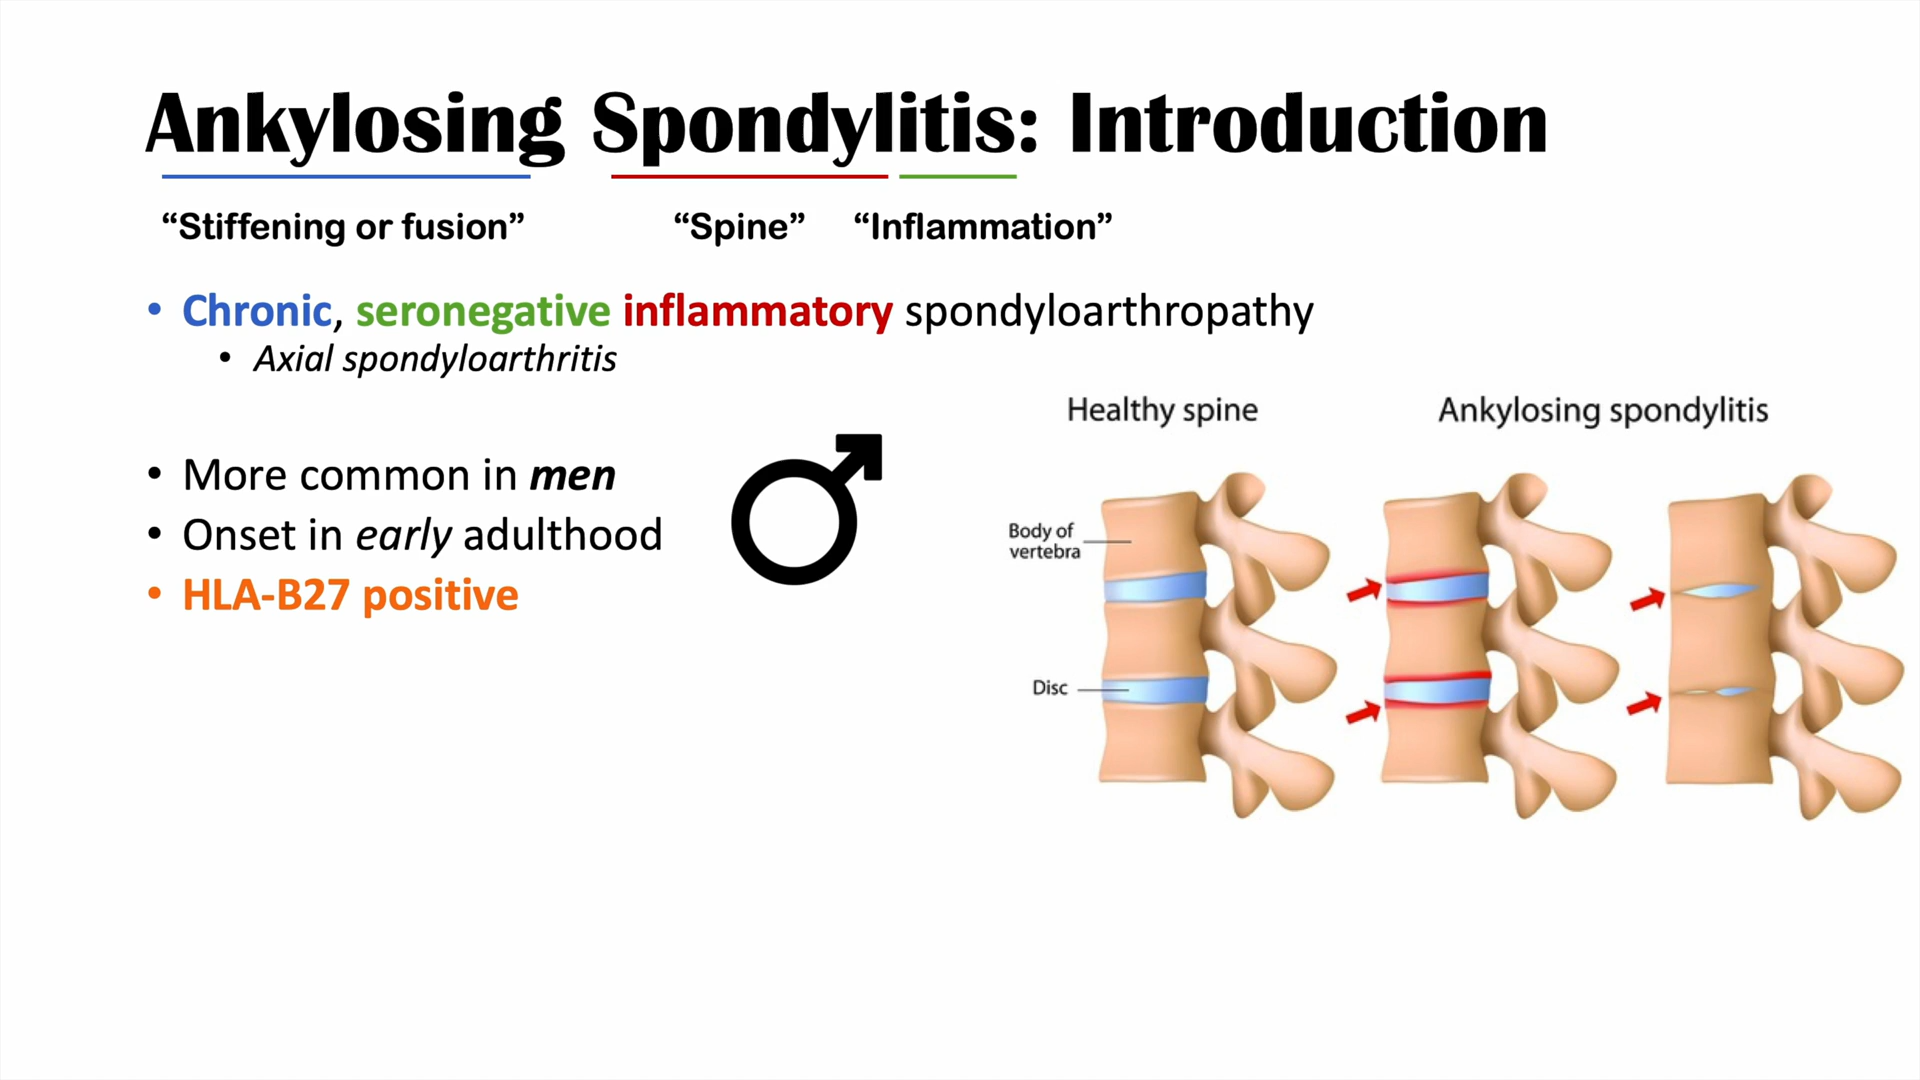 Ankylosing Spondylitis: Introduction
“Stiffening or fusion” “Spine” “Inflammation”
• Chronic, seronegative inflammatory spondyloarthropathy
• Axial spondyloarthritis
• More common in men
• Onset in early adulthood
• HLA-B27 positive
Healthy spine
Ankylosing spondylitis
Body of
vertebra
Disc